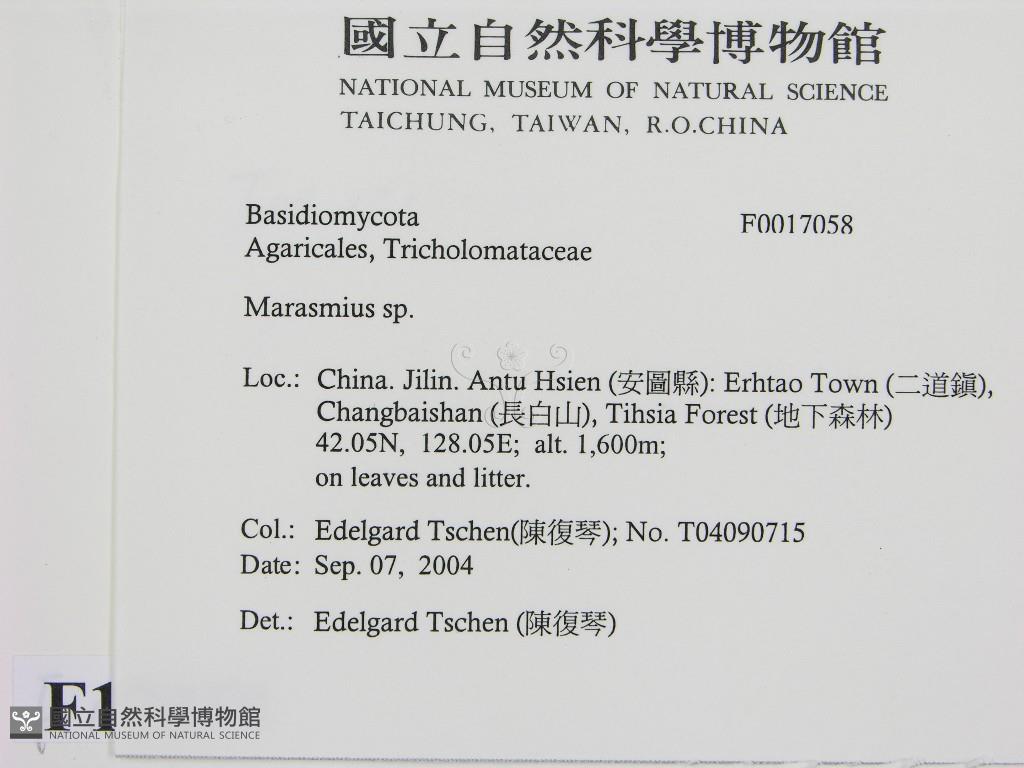 國立自然科學博物館
NATIONAL MUSEUM OF NATURAL SCIENCE
TAICHUNG, TAIWAN, R.O.CHINA
Basidiomycota F0017058
Agaricales, Tricholomataceae
Marasmius sp.
Loc.: China. Jilin. Antu Hsien (安圖縣): Erhtao Town (二道鎮),
Changbaishan (長白山), Tihsia Forest (地下森林)
42.05N, 128.05E; alt. 1,600m;
on leaves and litter.
Col.: Edelgard Tschen(陳復琴); No. T04090715
Date: Sep. 07, 2004
Det.: Edelgard Tschen (陳復琴)
F1
國立自然科學博物館
NATIONAL MUSEUM OF NATURAL SCIENCE